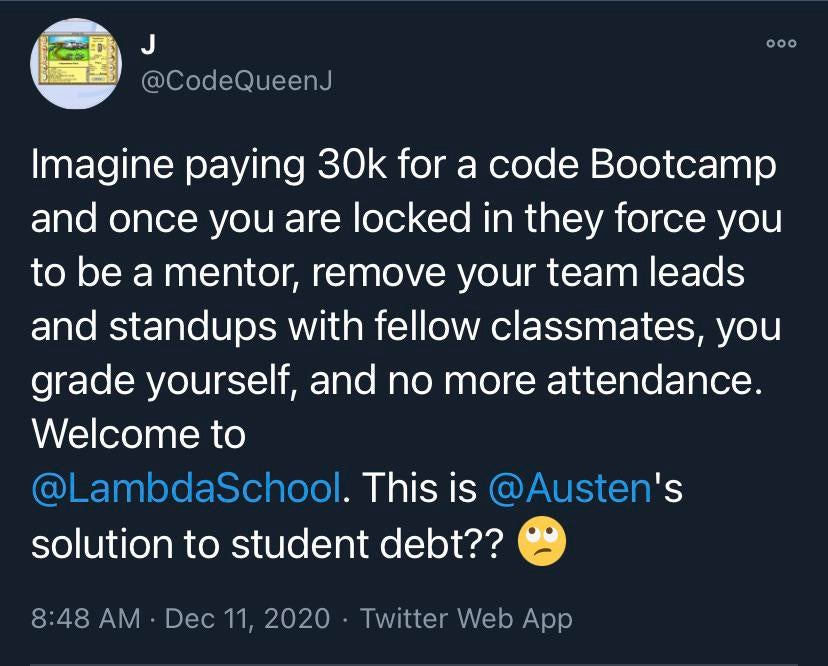 J
@CodeQueenJ
Imagine paying 30k for a code Bootcamp
and once you are locked in they force you
to be a mentor, remove your team leads
and standups with fellow classmates, you
grade yourself, and no more attendance.
Welcome to
@LambdaSchool. This is @Austen's
solution to student debt?? 🙄
8:48 AM · Dec 11, 2020 · Twitter Web App